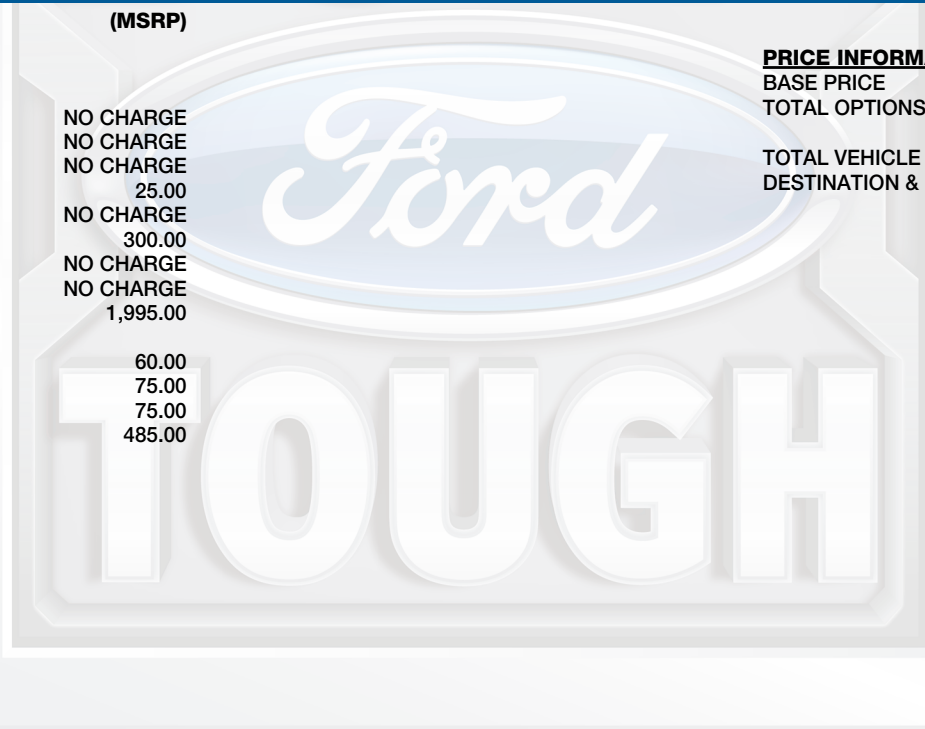 (MSRP)
NO CHARGE
NO CHARGE
NO CHARGE
25.00
NO CHARGE
300.00
NO CHARGE
NO CHARGE
1,995.00
60.00
75.00
75.00
485.00
PRICE INFORMA
BASE PRICE
TOTAL OPTIONS
TOTAL VEHICLE
DESTINATION &
Ford
TOUGH